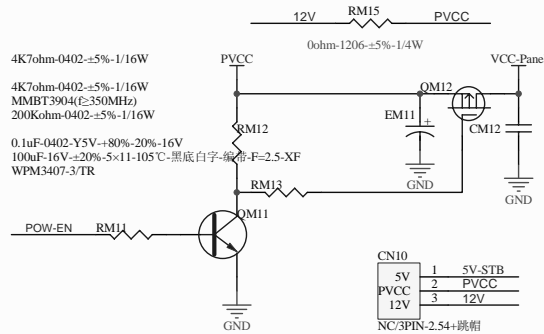 12V RM15 PVCC
0ohm-1206-±5%-1/4W
4K7ohm-0402-±5%-1/16W
4K7ohm-0402-±5%-1/16W
MMBT3904(f≥350MHz)
200Kohm-0402-±5%-1/16W
0.1uF-0402-Y5V-+80%-20%-16V
100uF-16V-±20%-5×11-105℃-黑底白字-编带-F=2.5-XF
WPM3407-3/TR
PVCC
VCC-Pane
QM12
EM11
+
CM12
RM12
GND
GND
RM13
QM11
POW-EN
RM11
GND
CN10
5V 1 5V-STB
PVCC 2 PVCC
12V 3 12V
NC/3PIN-2.54+跳帽